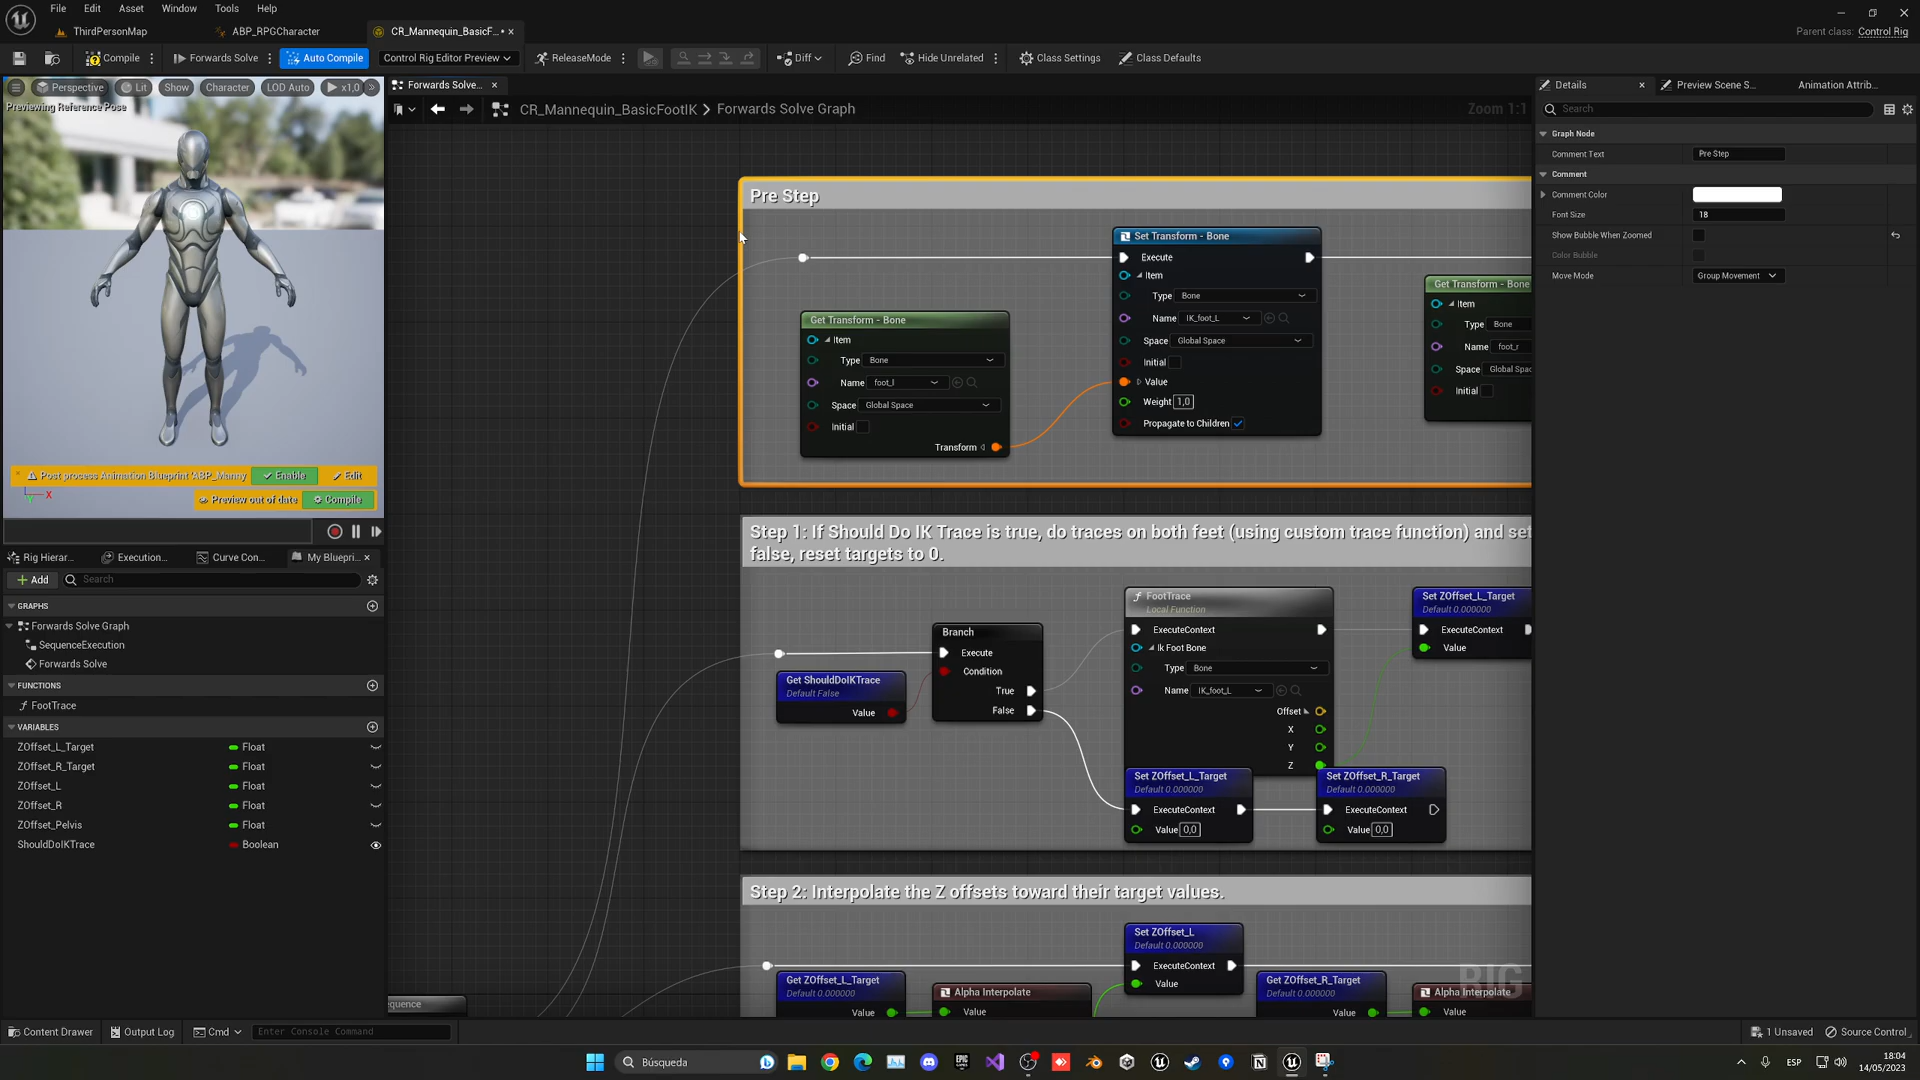 File Edit Asset Window Tools Help
ThirdPersonMap ABP_RPGCharacter CR_Mannequin_BasicF...• Parent class: Control Rig
Compile Forwards Solve Auto Compile Control Rig Editor Preview ReleaseMode Diff Find Hide Unrelated Class Settings Class Defaults
Perspective Lit Show Character LOD Auto x1,0
Previewing Reference Pose
Post process Animation Blueprint 'ABP_Manny Enable Edit
Preview out of date Compile
X
Rig Hierar... Execution... Curve Con... My Bluepri...
Add Search
GRAPHS
Forwards Solve Graph
SequenceExecution
Forwards Solve
FUNCTIONS
FootTrace
VARIABLES
ZOffset_L_Target Float
ZOffset_R_Target Float
ZOffset_L Float
ZOffset_R Float
ZOffset_Pelvis Float
ShouldDoIKTrace Boolean
Forwards Solve...
CR_Mannequin_BasicFootIK > Forwards Solve Graph Zoom 1:1
Pre Step
Get Transform - Bone
Item
Type Bone
Name foot_l
Space Global Space
Initial
Transform
Set Transform - Bone
Execute
Item
Type Bone
Name IK_foot_L
Space Global Space
Initial
Value
Weight 1,0
Propagate to Children
Get Transform - Bone
Item
Type Bone
Name foot_r
Space Global Spac
Initial
Step 1: If Should Do IK Trace is true, do traces on both feet (using custom trace function) and se
false, reset targets to 0.
Get ShouldDoIKTrace
Default False
Value
Branch
Execute
Condition
True
False
FootTrace
Local Function
ExecuteContext
Ik Foot Bone
Type Bone
Name IK_foot_L
Offset
X
Y
Z
Set ZOffset_L_Target
Default 0.000000
ExecuteContext
Value
Set ZOffset_L_Target
Default 0.000000
ExecuteContext
Value 0,0
Set ZOffset_R_Target
Default 0.000000
ExecuteContext
Value 0,0
Step 2: Interpolate the Z offsets toward their target values.
Set ZOffset_L
Default 0.000000
ExecuteContext
Value
Get ZOffset_L_Target
Default 0.000000
Value
Alpha Interpolate
Value
Get ZOffset_R_Target
Default 0.000000
Value
Alpha Interpolate
Value
RIG
equence
Details Preview Scene S... Animation Attrib...
Search
Graph Node
Comment Text Pre Step
Comment
Comment Color
Font Size 18
Show Bubble When Zoomed
Color Bubble
Move Mode Group Movement
Content Drawer Output Log Cmd Enter Console Command 1 Unsaved Source Control
Búsqueda ESP 18:04
14/05/2023